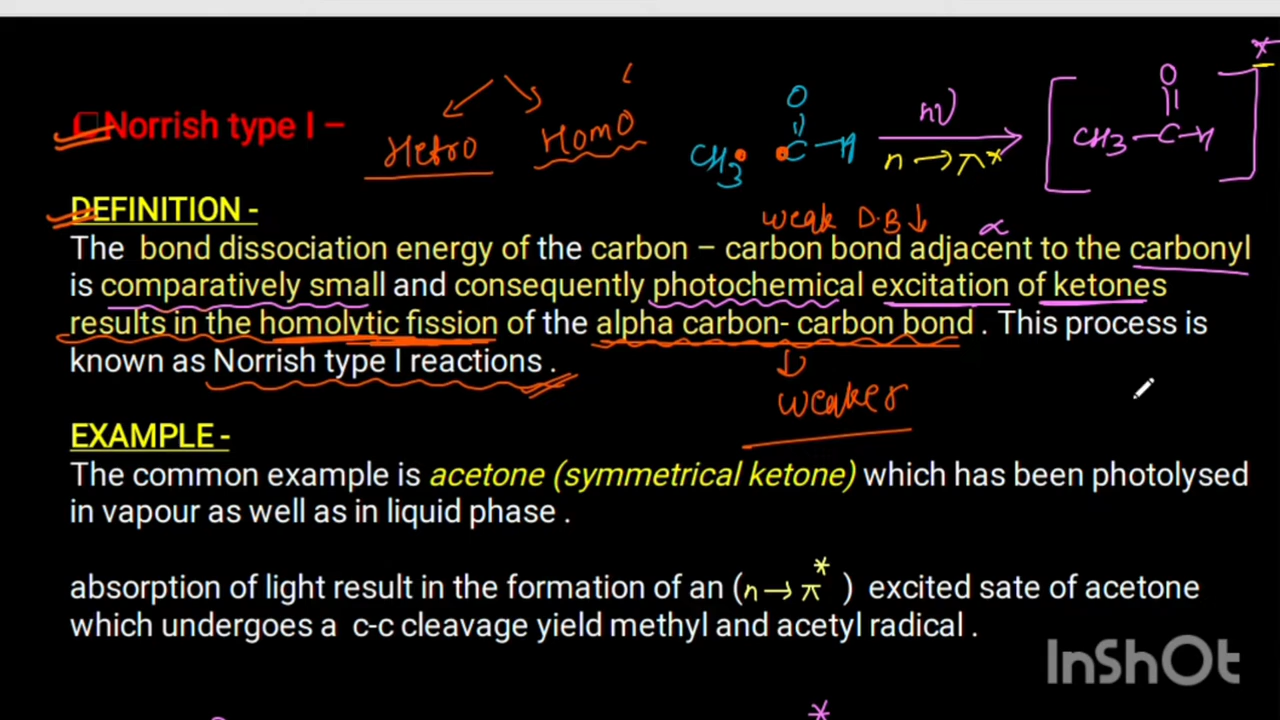 Norrish type I –
Hetro
Homo
O
CH3 C-H
hν
n → π*
O
[CH3-C-H]*
DEFINITION -
weak D.B↓
α
The bond dissociation energy of the carbon – carbon bond adjacent to the carbonyl
is comparatively small and consequently photochemical excitation of ketones
results in the homolytic fission of the alpha carbon- carbon bond . This process is
known as Norrish type I reactions .
weaker
EXAMPLE -
The common example is acetone (symmetrical ketone) which has been photolysed
in vapour as well as in liquid phase .
absorption of light result in the formation of an (n → π* ) excited sate of acetone
which undergoes a c-c cleavage yield methyl and acetyl radical .
InShOt